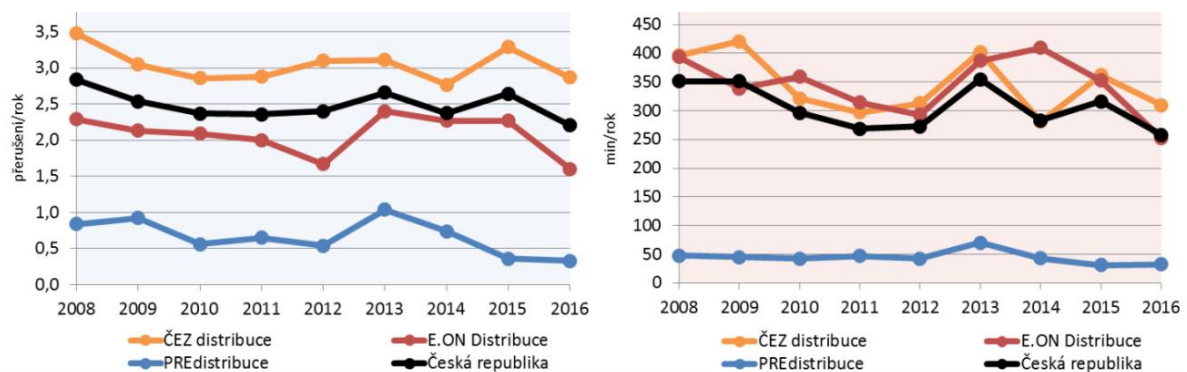 přerušení/rok
3,5
3,0
2,5
2,0
1,5
1,0
0,5
0,0
2008 2009 2010 2011 2012 2013 2014 2015 2016
ČEZ distribuce E.ON Distribuce
PREdistribuce Česká republika
min/rok
450
400
350
300
250
200
150
100
50
0
2008 2009 2010 2011 2012 2013 2014 2015 2016
ČEZ distribuce E.ON Distribuce
PREdistribuce Česká republika